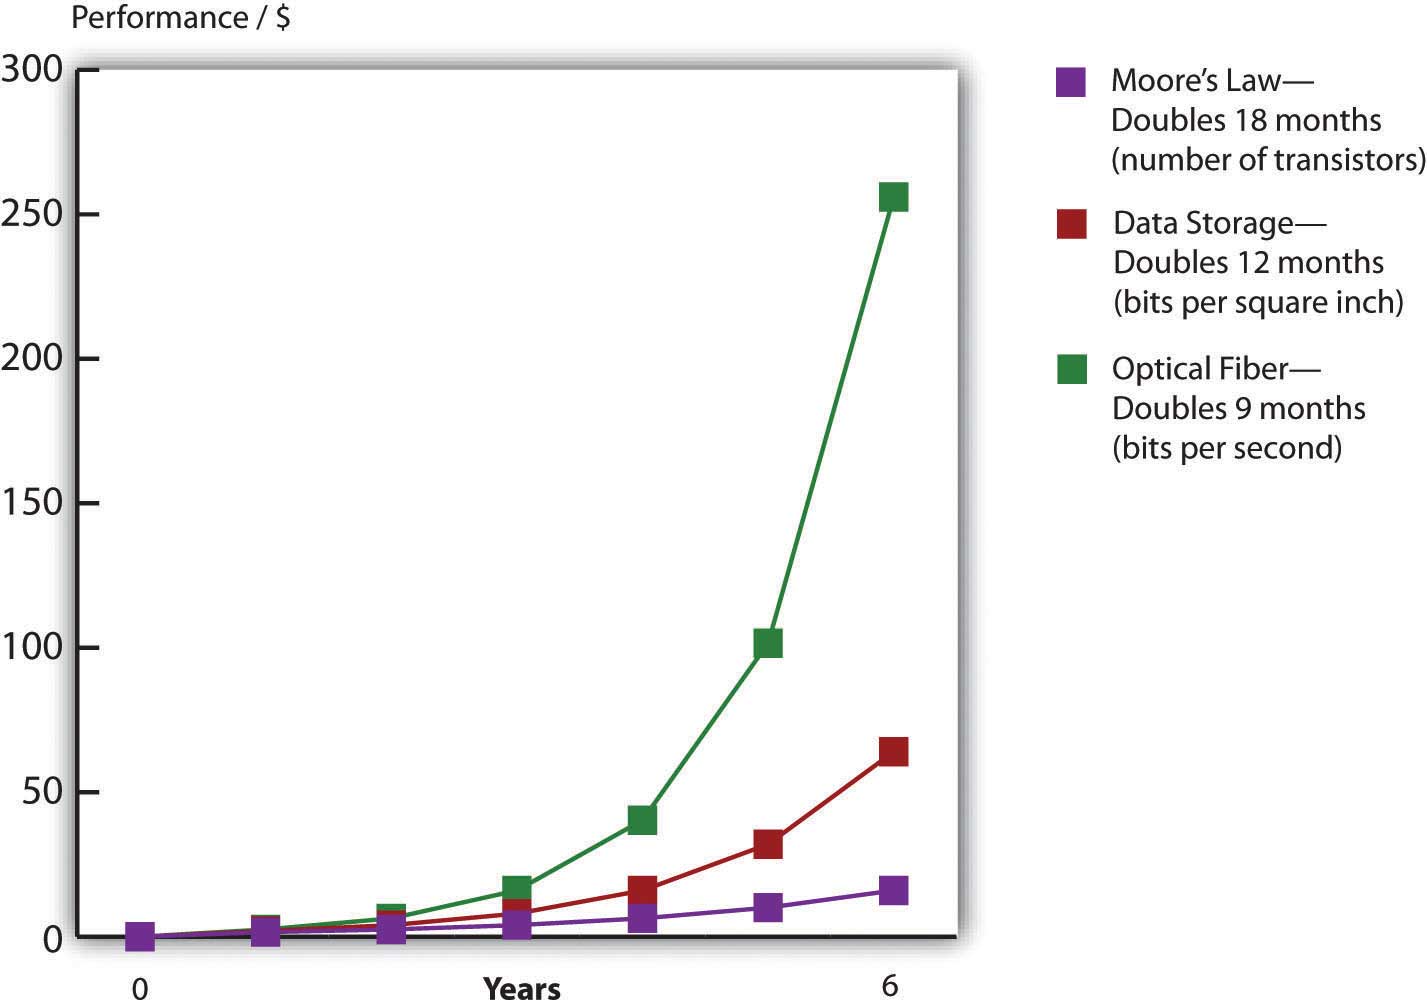 Performance / $
300
250
200
150
100
50
0
0
Years
6
Moore’s Law—
Doubles 18 months
(number of transistors)
Data Storage—
Doubles 12 months
(bits per square inch)
Optical Fiber—
Doubles 9 months
(bits per second)